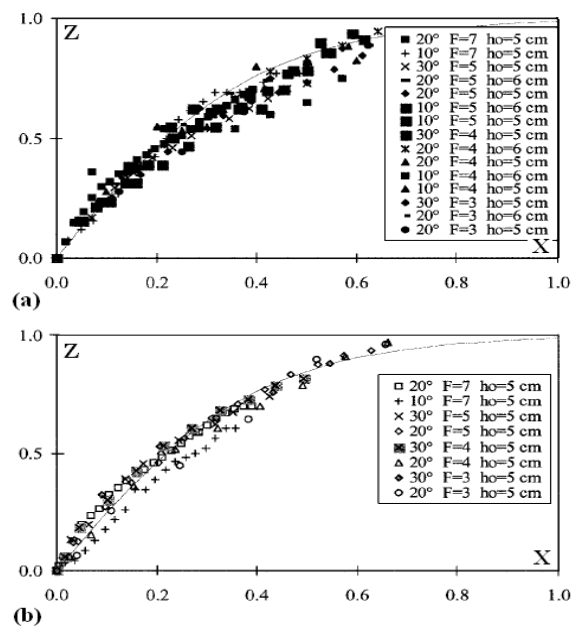 Z
1.0
0.5
0.0
20° F=7 ho=5 cm
10° F=7 ho=5 cm
30° F=5 ho=5 cm
20° F=5 ho=6 cm
20° F=5 ho=5 cm
10° F=5 ho=6 cm
10° F=5 ho=5 cm
30° F=4 ho=5 cm
20° F=4 ho=6 cm
20° F=4 ho=5 cm
10° F=4 ho=6 cm
10° F=4 ho=5 cm
30° F=3 ho=5 cm
20° F=3 ho=6 cm
20° F=3 ho=5 cm
X
0.0 0.2 0.4 0.6 0.8 1.0
(a)
Z
1.0
0.5
0.0
20° F=7 ho=5 cm
10° F=7 ho=5 cm
30° F=5 ho=5 cm
20° F=5 ho=5 cm
30° F=4 ho=5 cm
20° F=4 ho=5 cm
30° F=3 ho=5 cm
20° F=3 ho=5 cm
X
0.0 0.2 0.4 0.6 0.8 1.0
(b)